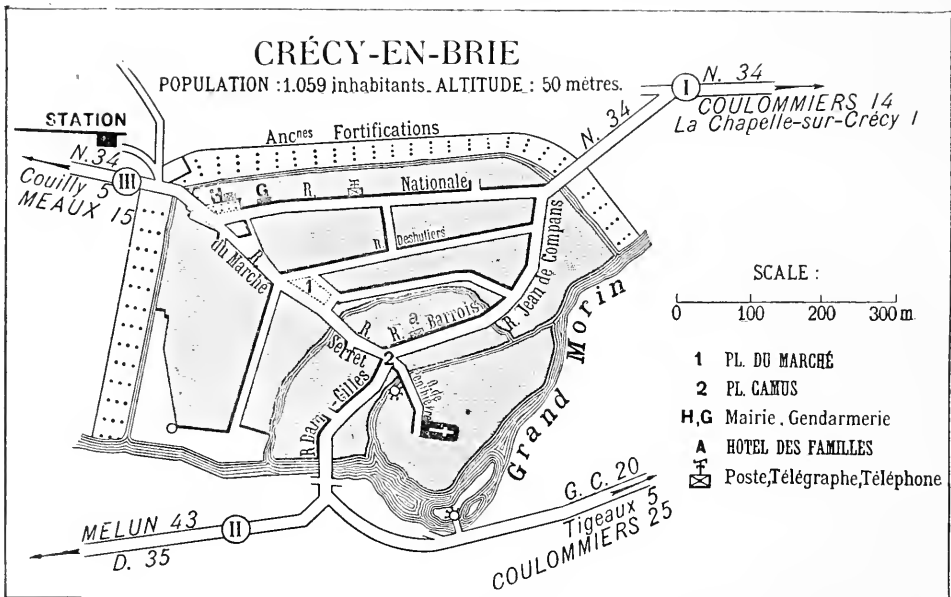 CRÉCY-EN-BRIE
POPULATION : 1.059 inhabitants. ALTITUDE : 50 mètres.
I
N. 34
COULOMMIERS 14
La Chapelle-sur-Crécy 1
N. 34
STATION
Anc.nes Fortifications
N. 34
III
Couilly 5
MEAUX 15
H
G
R. Nationale
R. Deshuliers
R. du Marché
1
R. Jean de Compans
R. Barrois
a
R. Serret
2
R. Dam-Gilles
R. de
Grand Morin
SCALE :
0 100 200 300 m.
1 PL. DU MARCHÉ
2 PL. CAMUS
H,G Mairie, Gendarmerie
A HOTEL DES FAMILLES
Poste, Télégraphe, Téléphone
G. C. 20
Tigeaux 5
COULOMMIERS 25
MELUN 43
II
D. 35